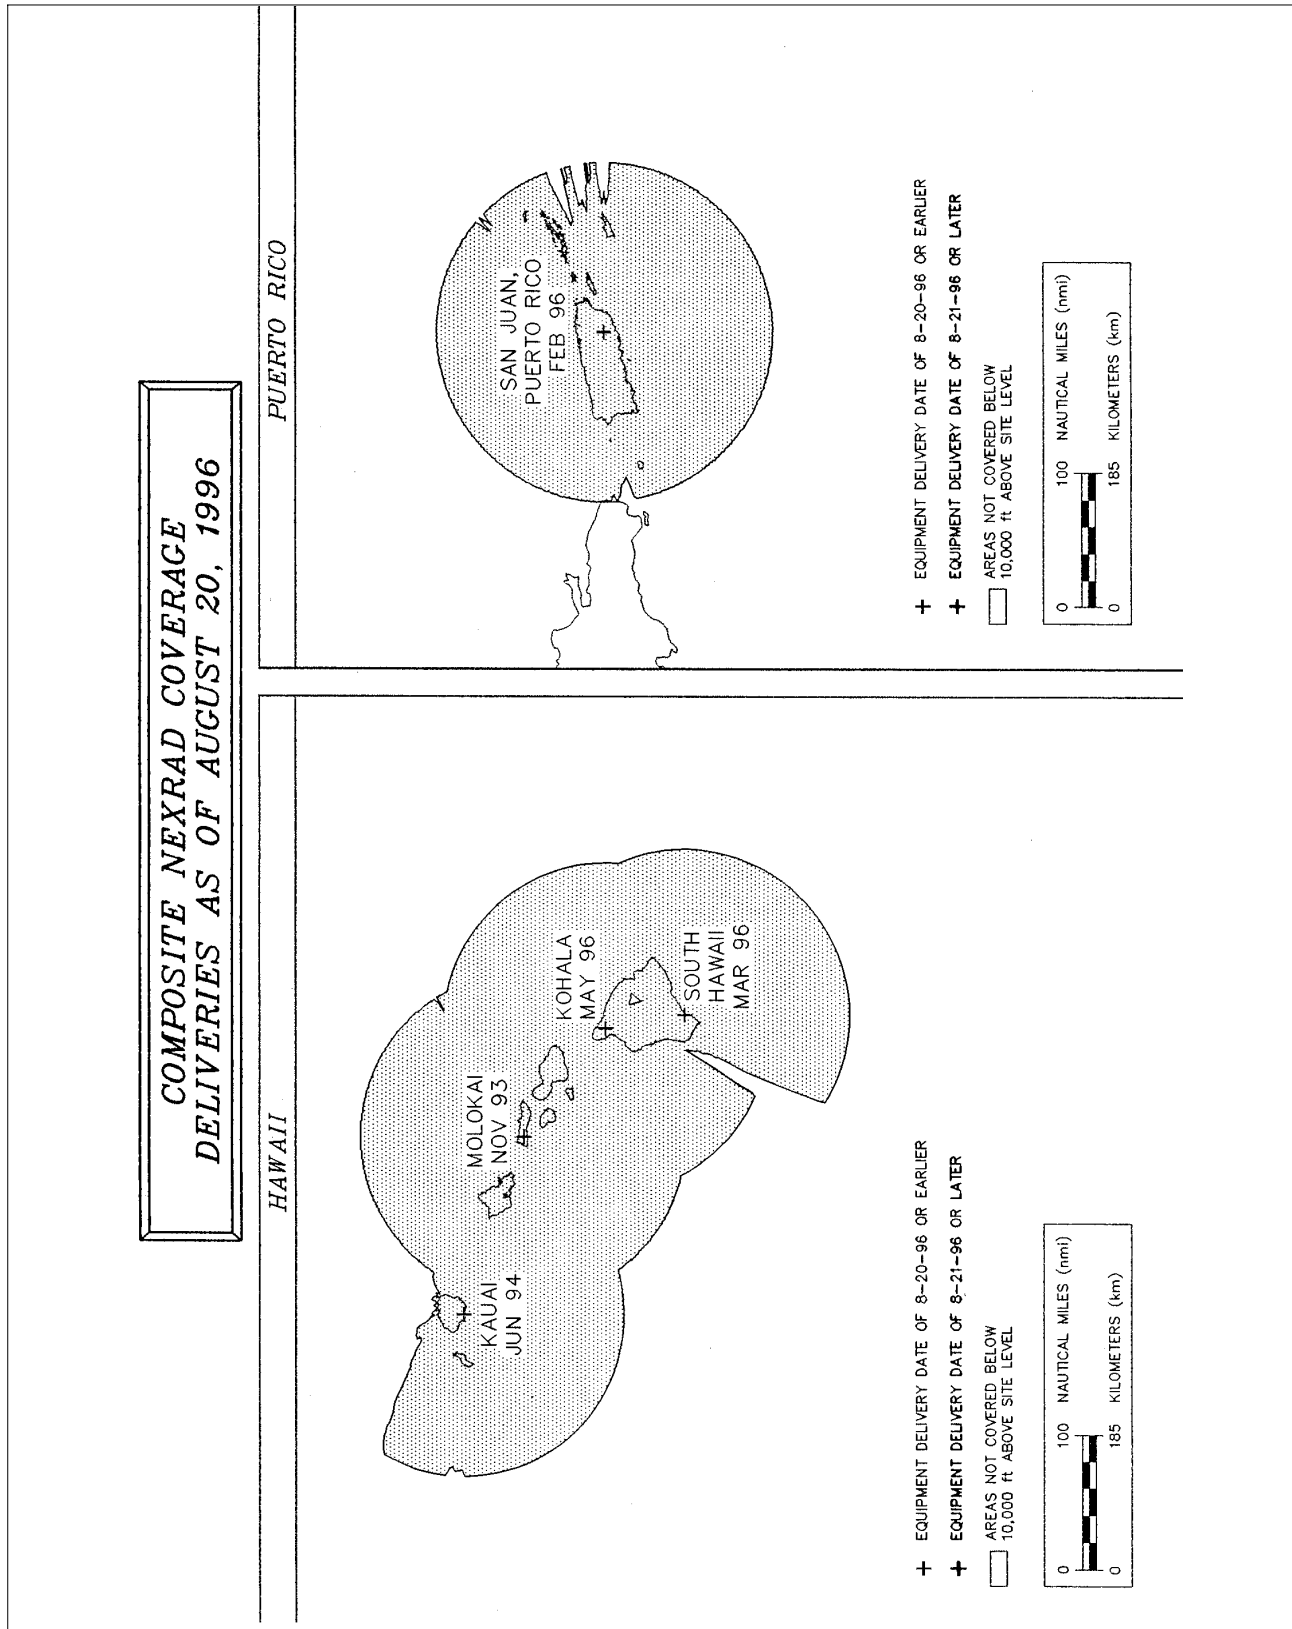 COMPOSITE NEXRAD COVERAGE
DELIVERIES AS OF AUGUST 20, 1996
HAWAII
KAUAI
JUN 94
MOLOKAI
NOV 93
KOHALA
MAY 96
SOUTH
HAWAII
MAR 96
+ EQUIPMENT DELIVERY DATE OF 8-20-96 OR EARLIER
+ EQUIPMENT DELIVERY DATE OF 8-21-96 OR LATER
AREAS NOT COVERED BELOW
10,000 ft ABOVE SITE LEVEL
0 100 NAUTICAL MILES (nmi)
0 185 KILOMETERS (km)
PUERTO RICO
SAN JUAN,
PUERTO RICO
FEB 96
+ EQUIPMENT DELIVERY DATE OF 8-20-96 OR EARLIER
+ EQUIPMENT DELIVERY DATE OF 8-21-96 OR LATER
AREAS NOT COVERED BELOW
10,000 ft ABOVE SITE LEVEL
0 100 NAUTICAL MILES (nmi)
0 185 KILOMETERS (km)